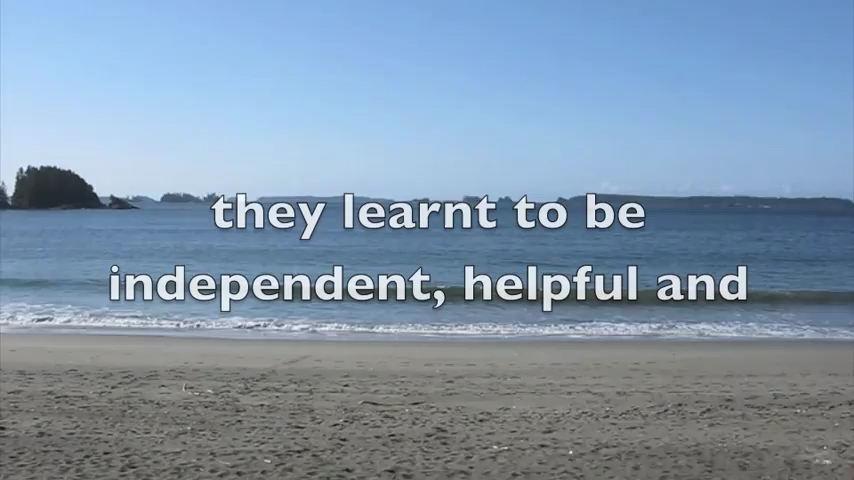 they learnt to be
independent, helpful and